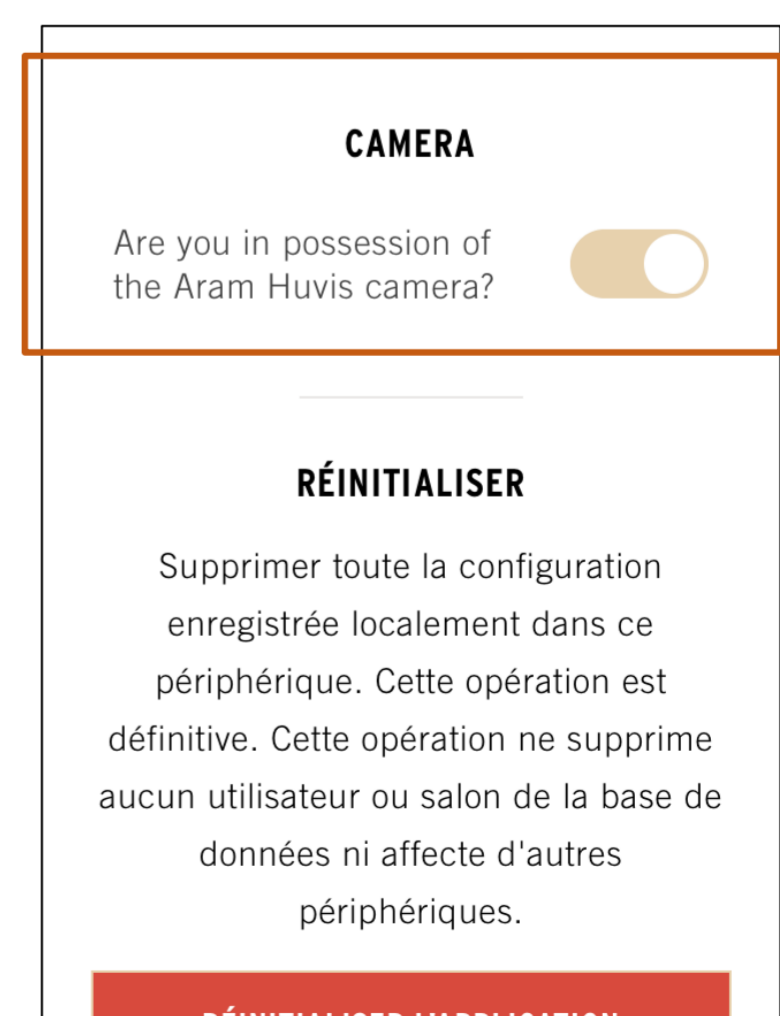 CAMERA
Are you in possession of
the Aram Huvis camera?
RÉINITIALISER
Supprimer toute la configuration
enregistrée localement dans ce
périphérique. Cette opération est
définitive. Cette opération ne supprime
aucun utilisateur ou salon de la base de
données ni affecte d'autres
périphériques.
RÉINITIALISER L'APPLICATION